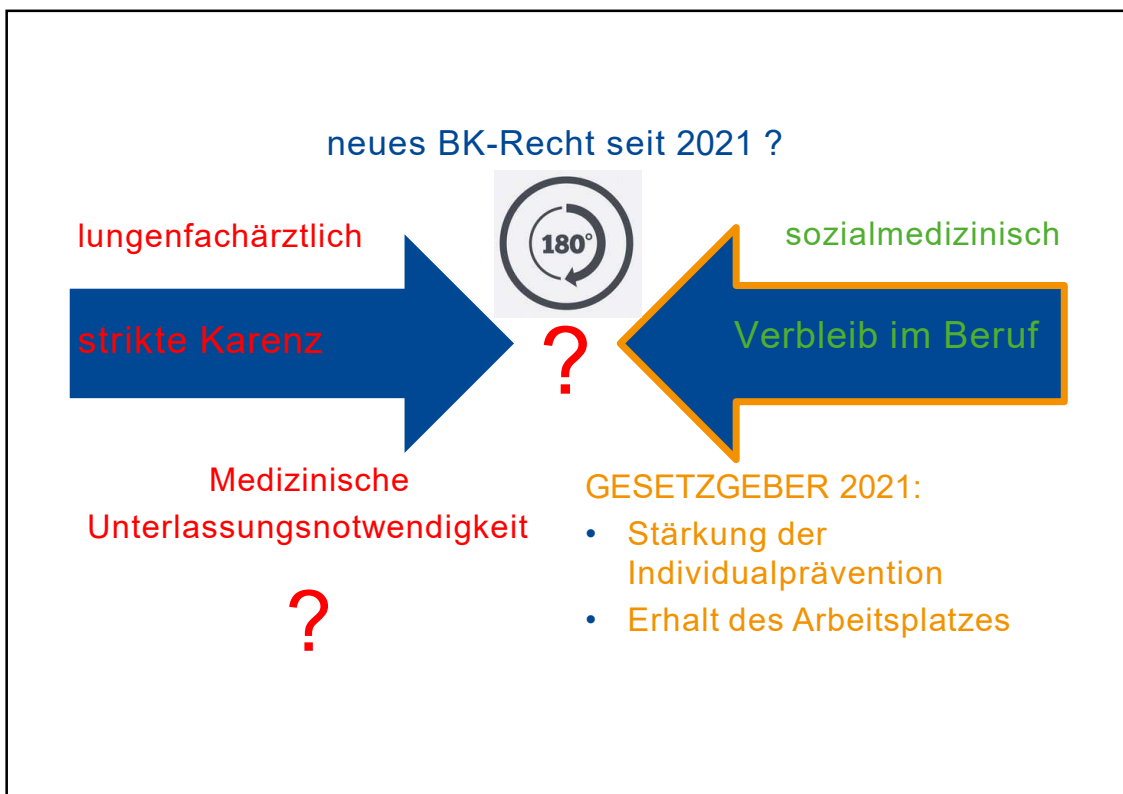 neues BK-Recht seit 2021 ?
180°
lungenfachärztlich
sozialmedizinisch
strikte Karenz
?
Verbleib im Beruf
Medizinische
Unterlassungsnotwendigkeit
?
GESETZGEBER 2021:
• Stärkung der
Individualprävention
• Erhalt des Arbeitsplatzes